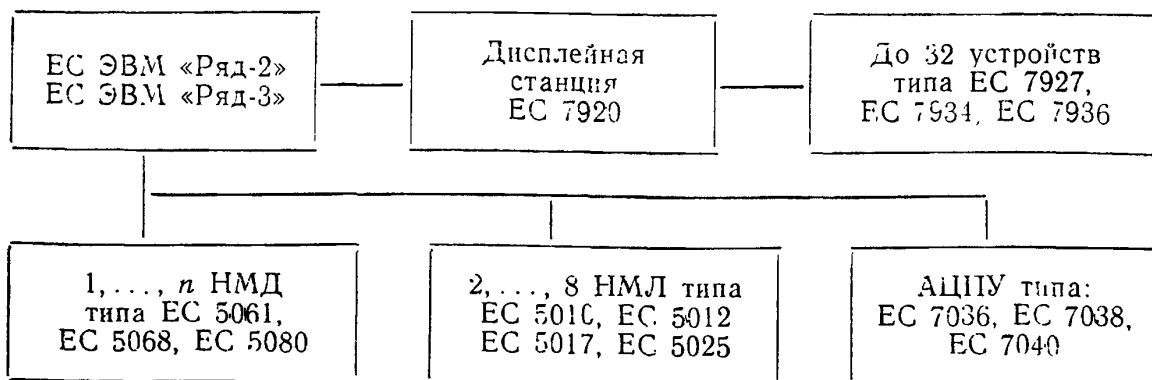 ЕС ЭВМ «Ряд-2»
ЕС ЭВМ «Ряд-3»
Дисплейная
станция
ЕС 7920
До 32 устройств
типа ЕС 7927,
ЕС 7934, ЕС 7936
1,..., n НМД
типа ЕС 5061,
ЕС 5068, ЕС 5080
2,..., 8 НМЛ типа
ЕС 5010, ЕС 5012
ЕС 5017, ЕС 5025
АЦПУ типа:
ЕС 7036, ЕС 7038,
ЕС 7040